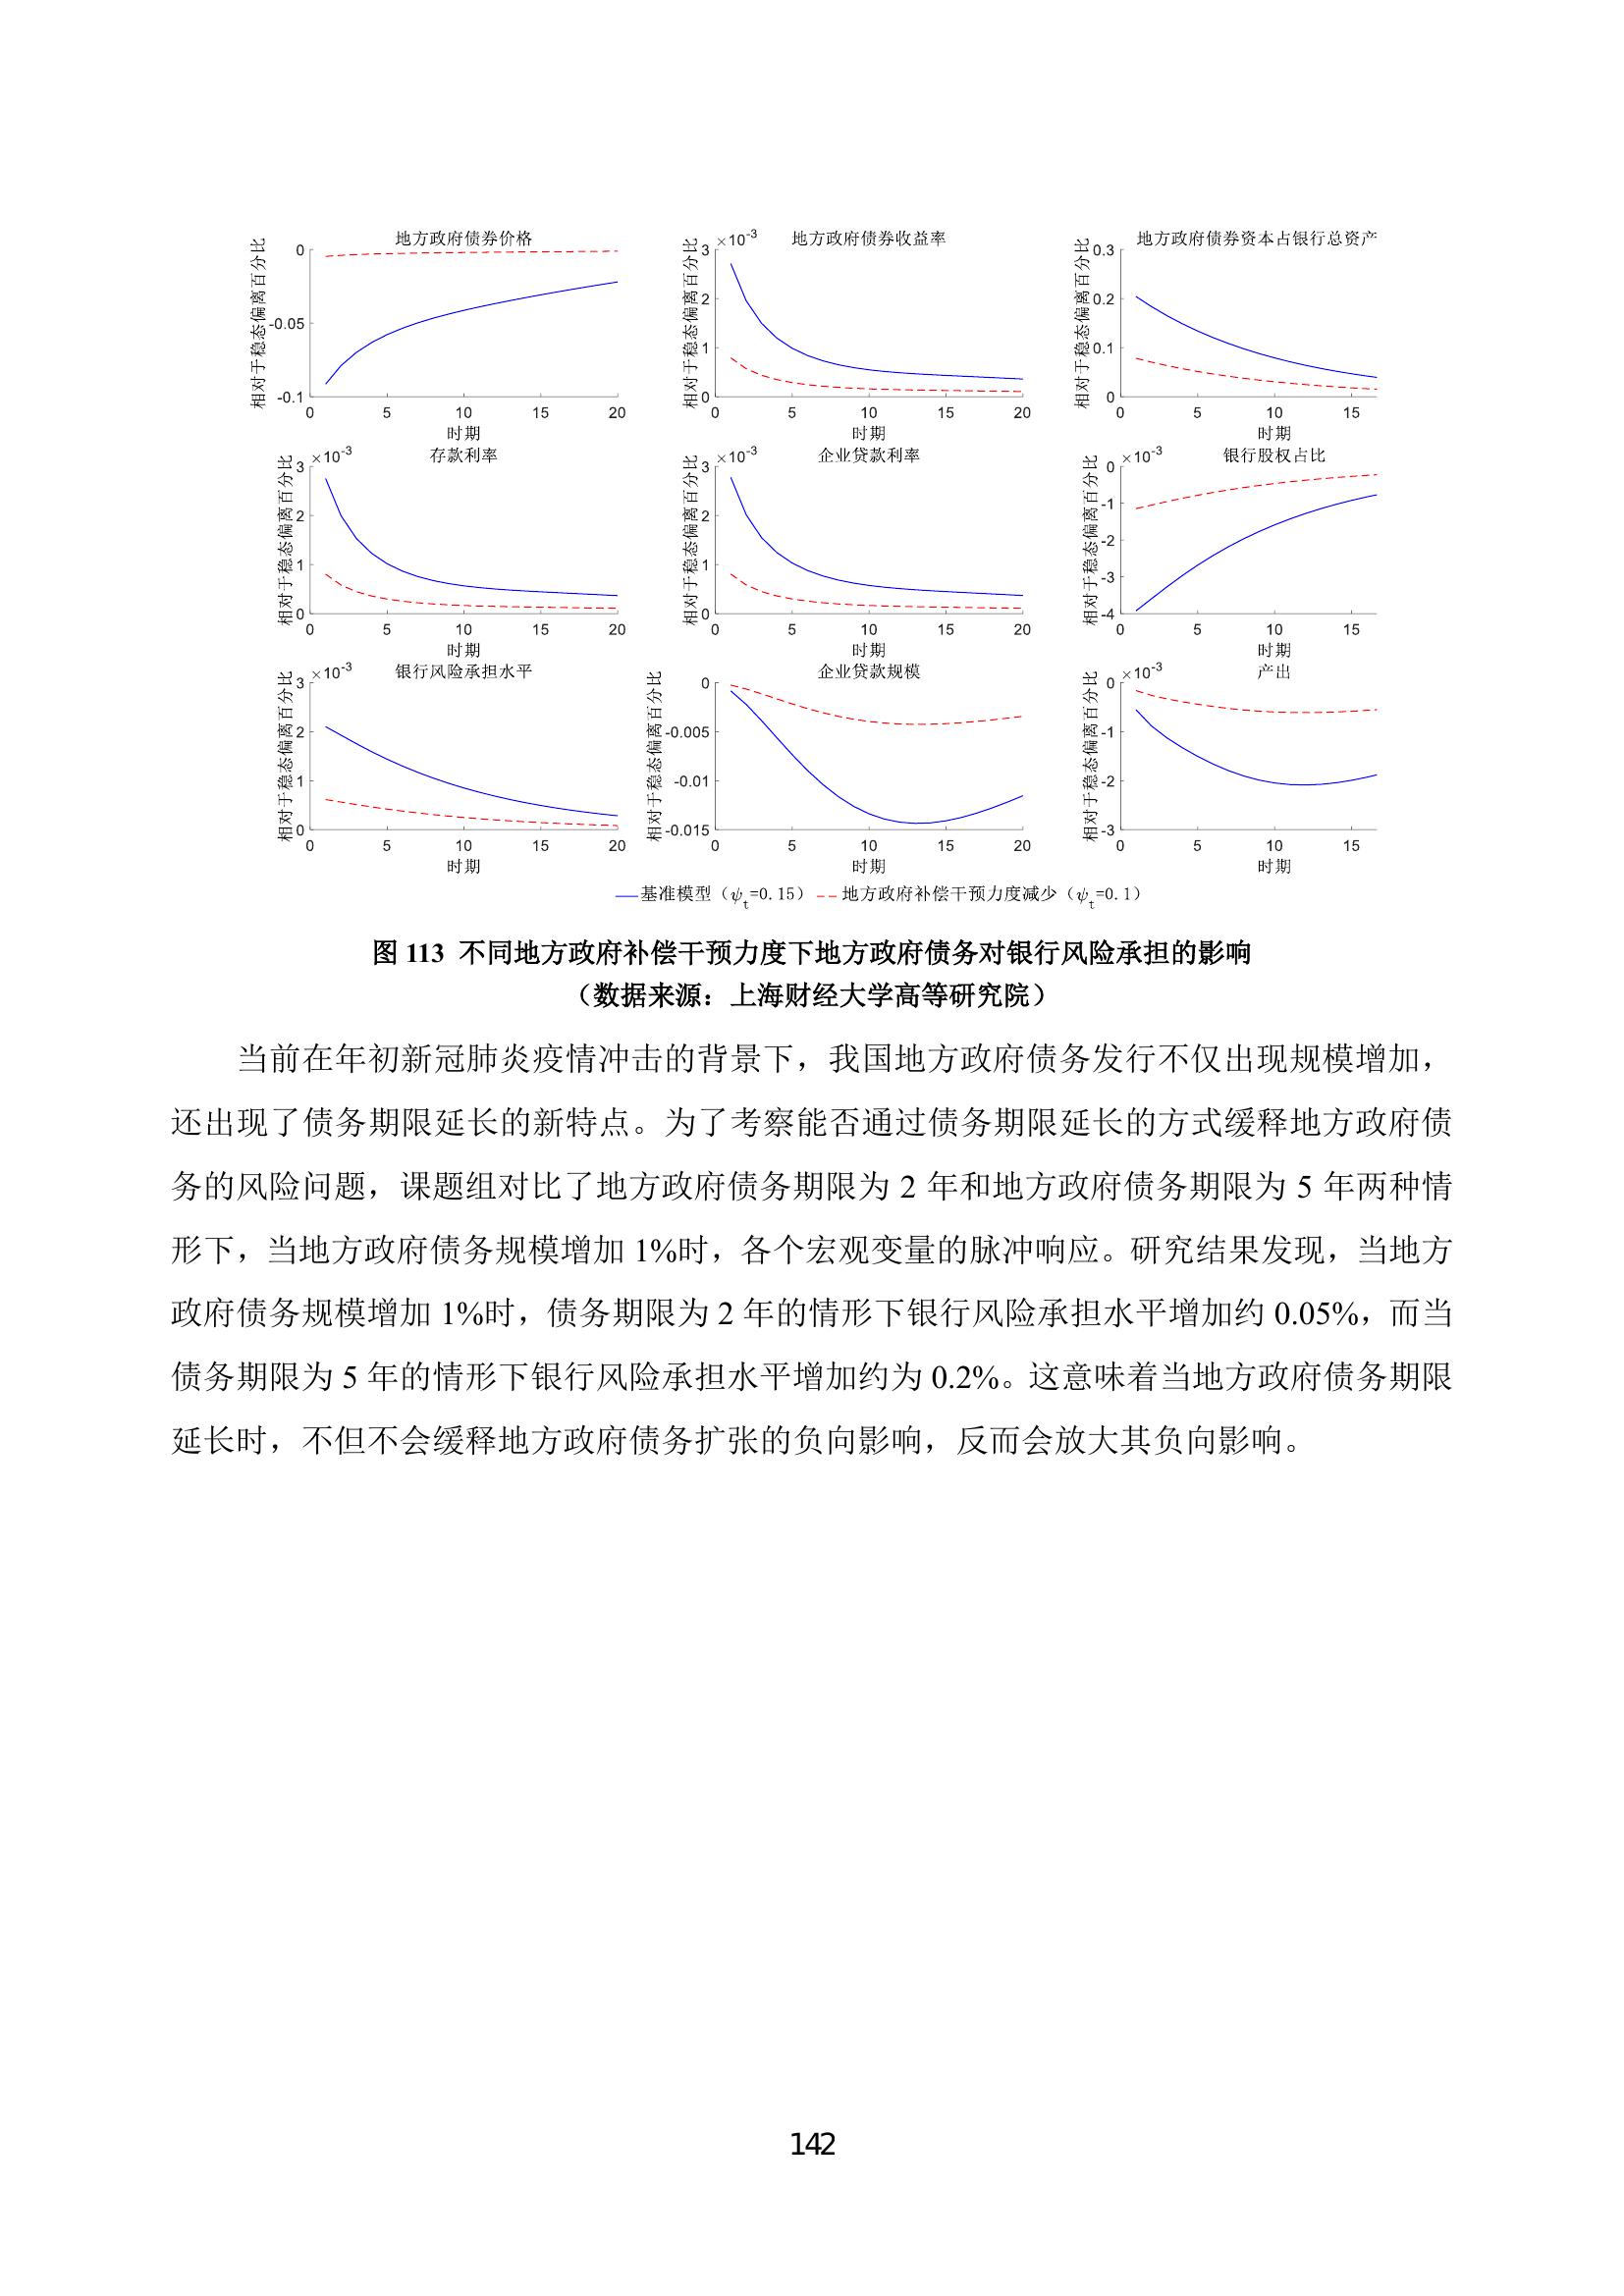 地方政府债券价格
相对于稳态偏离百分比
0
-0.05
-0.1
0 5 10 15 20
时期
地方政府债券收益率
×10-3
相对于稳态偏离百分比
3
2
1
0
0 5 10 15 20
时期
地方政府债券资本占银行总资产
相对于稳态偏离百分比
0.3
0.2
0.1
0
0 5 10 15
时期
存款利率
×10-3
相对于稳态偏离百分比
3
2
1
0
0 5 10 15 20
时期
企业贷款利率
×10-3
相对于稳态偏离百分比
3
2
1
0
0 5 10 15 20
时期
银行股权占比
×10-3
相对于稳态偏离百分比
0
-1
-2
-3
-4
0 5 10 15
时期
银行风险承担水平
×10-3
相对于稳态偏离百分比
3
2
1
0
0 5 10 15 20
时期
企业贷款规模
相对于稳态偏离百分比
0
-0.005
-0.01
-0.015
0 5 10 15 20
时期
产出
×10-3
相对于稳态偏离百分比
0
-1
-2
-3
0 5 10 15
时期
基准模型（ψt=0.15） 地方政府补偿干预力度减少（ψt=0.1）
图 113 不同地方政府补偿干预力度下地方政府债务对银行风险承担的影响
（数据来源：上海财经大学高等研究院）
当前在年初新冠肺炎疫情冲击的背景下，我国地方政府债务发行不仅出现规模增加，
还出现了债务期限延长的新特点。为了考察能否通过债务期限延长的方式缓释地方政府债
务的风险问题，课题组对比了地方政府债务期限为 2 年和地方政府债务期限为 5 年两种情
形下，当地方政府债务规模增加 1%时，各个宏观变量的脉冲响应。研究结果发现，当地方
政府债务规模增加 1%时，债务期限为 2 年的情形下银行风险承担水平增加约 0.05%，而当
债务期限为 5 年的情形下银行风险承担水平增加约为 0.2%。这意味着当地方政府债务期限
延长时，不但不会缓释地方政府债务扩张的负向影响，反而会放大其负向影响。
142